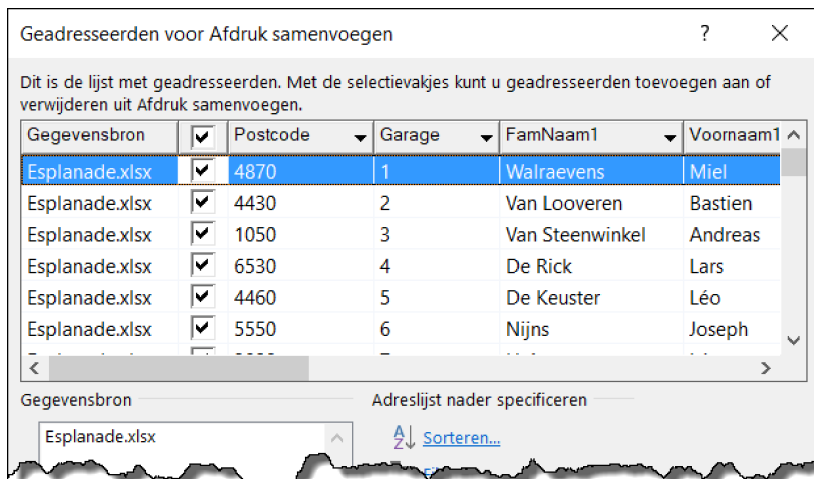 Geadresseerden voor Afdruk samenvoegen ?
Dit is de lijst met geadresseerden. Met de selectievakjes kunt u geadresseerden toevoegen aan of
verwijderen uit Afdruk samenvoegen.
Gegevensbron Postcode Garage FamNaam1 Voornaam1
Esplanade.xlsx 4870 1 Walraevens Miel
Esplanade.xlsx 4430 2 Van Looveren Bastien
Esplanade.xlsx 1050 3 Van Steenwinkel Andreas
Esplanade.xlsx 6530 4 De Rick Lars
Esplanade.xlsx 4460 5 De Keuster Léo
Esplanade.xlsx 5550 6 Nijns Joseph
Gegevensbron Adreslijst nader specificeren
Esplanade.xlsx Sorteren...